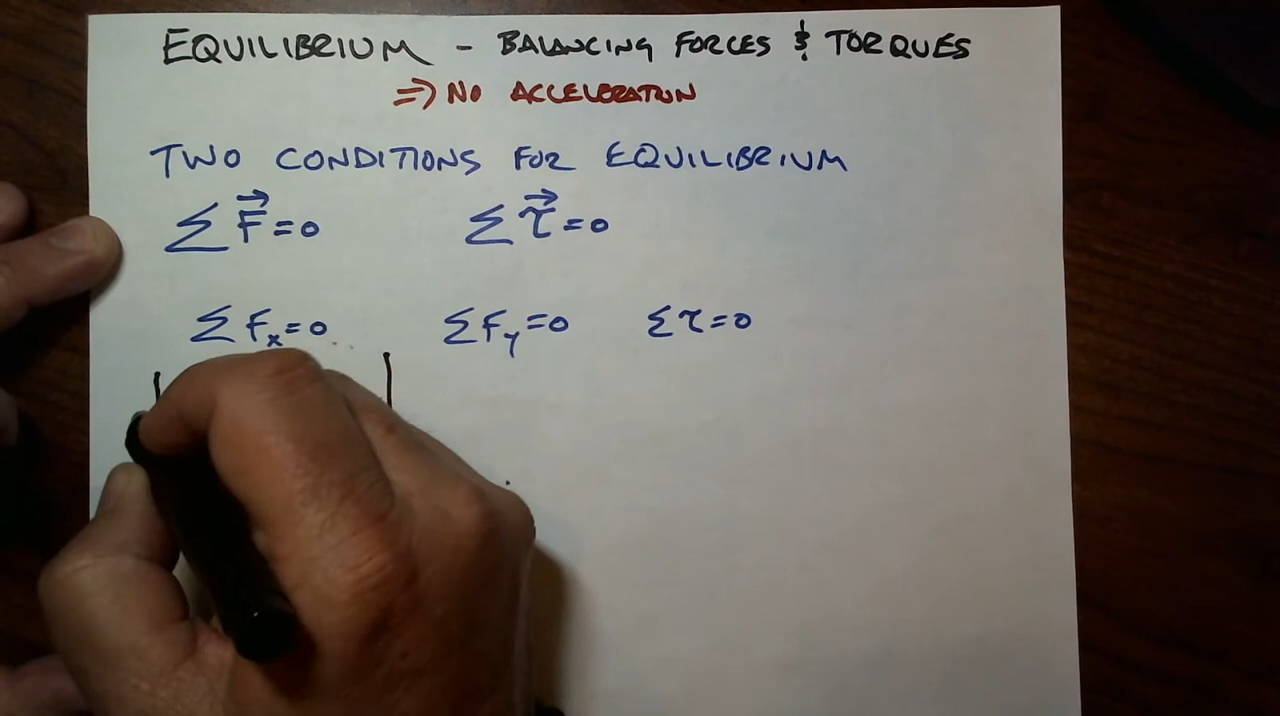 EQUILIBRIUM - BALANCING FORCES & TORQUES
⇒ NO ACCELERATON
TWO CONDITIONS FOR EQUILIBRIUM
∑F⃗=0 ∑τ⃗=0
∑Fx=0 ∑Fy=0 ∑τ=0